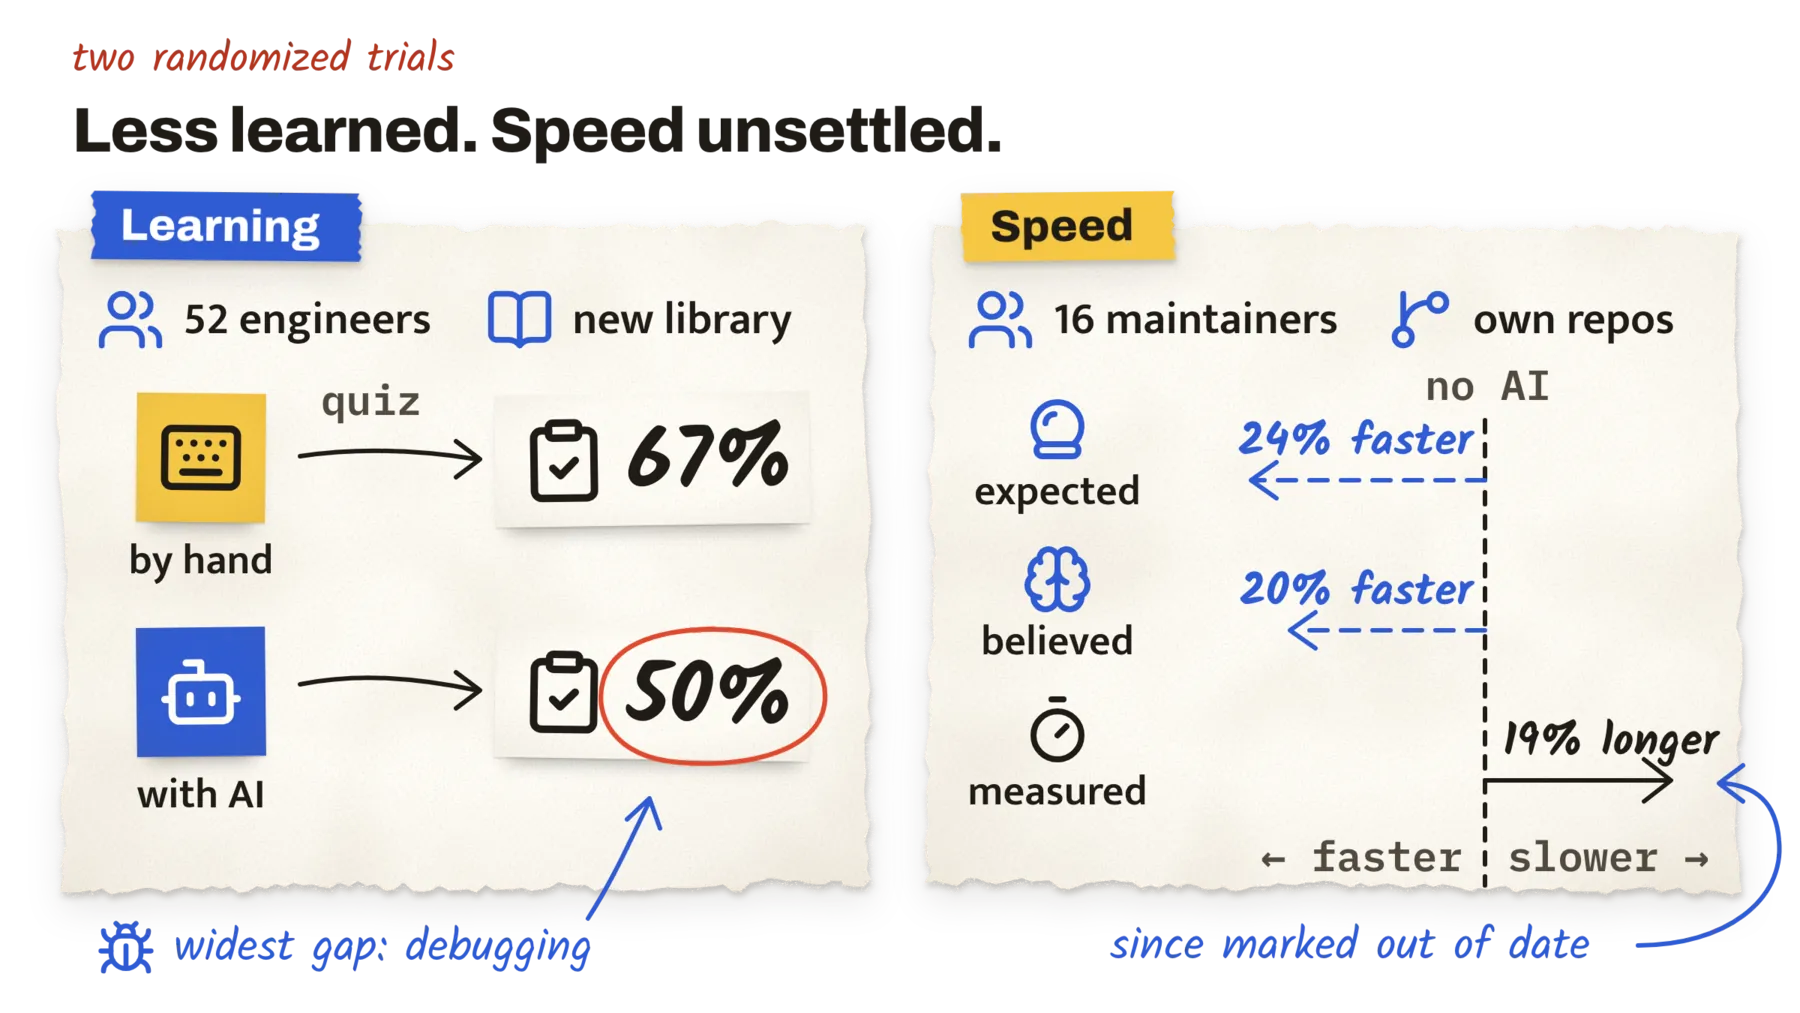 two randomized trials
Less learned. Speed unsettled.
Learning
52 engineers
new library
quiz
67%
by hand
50%
with AI
widest gap: debugging
Speed
16 maintainers
own repos
no AI
24% faster
expected
20% faster
believed
19% longer
measured
← faster
slower →
since marked out of date